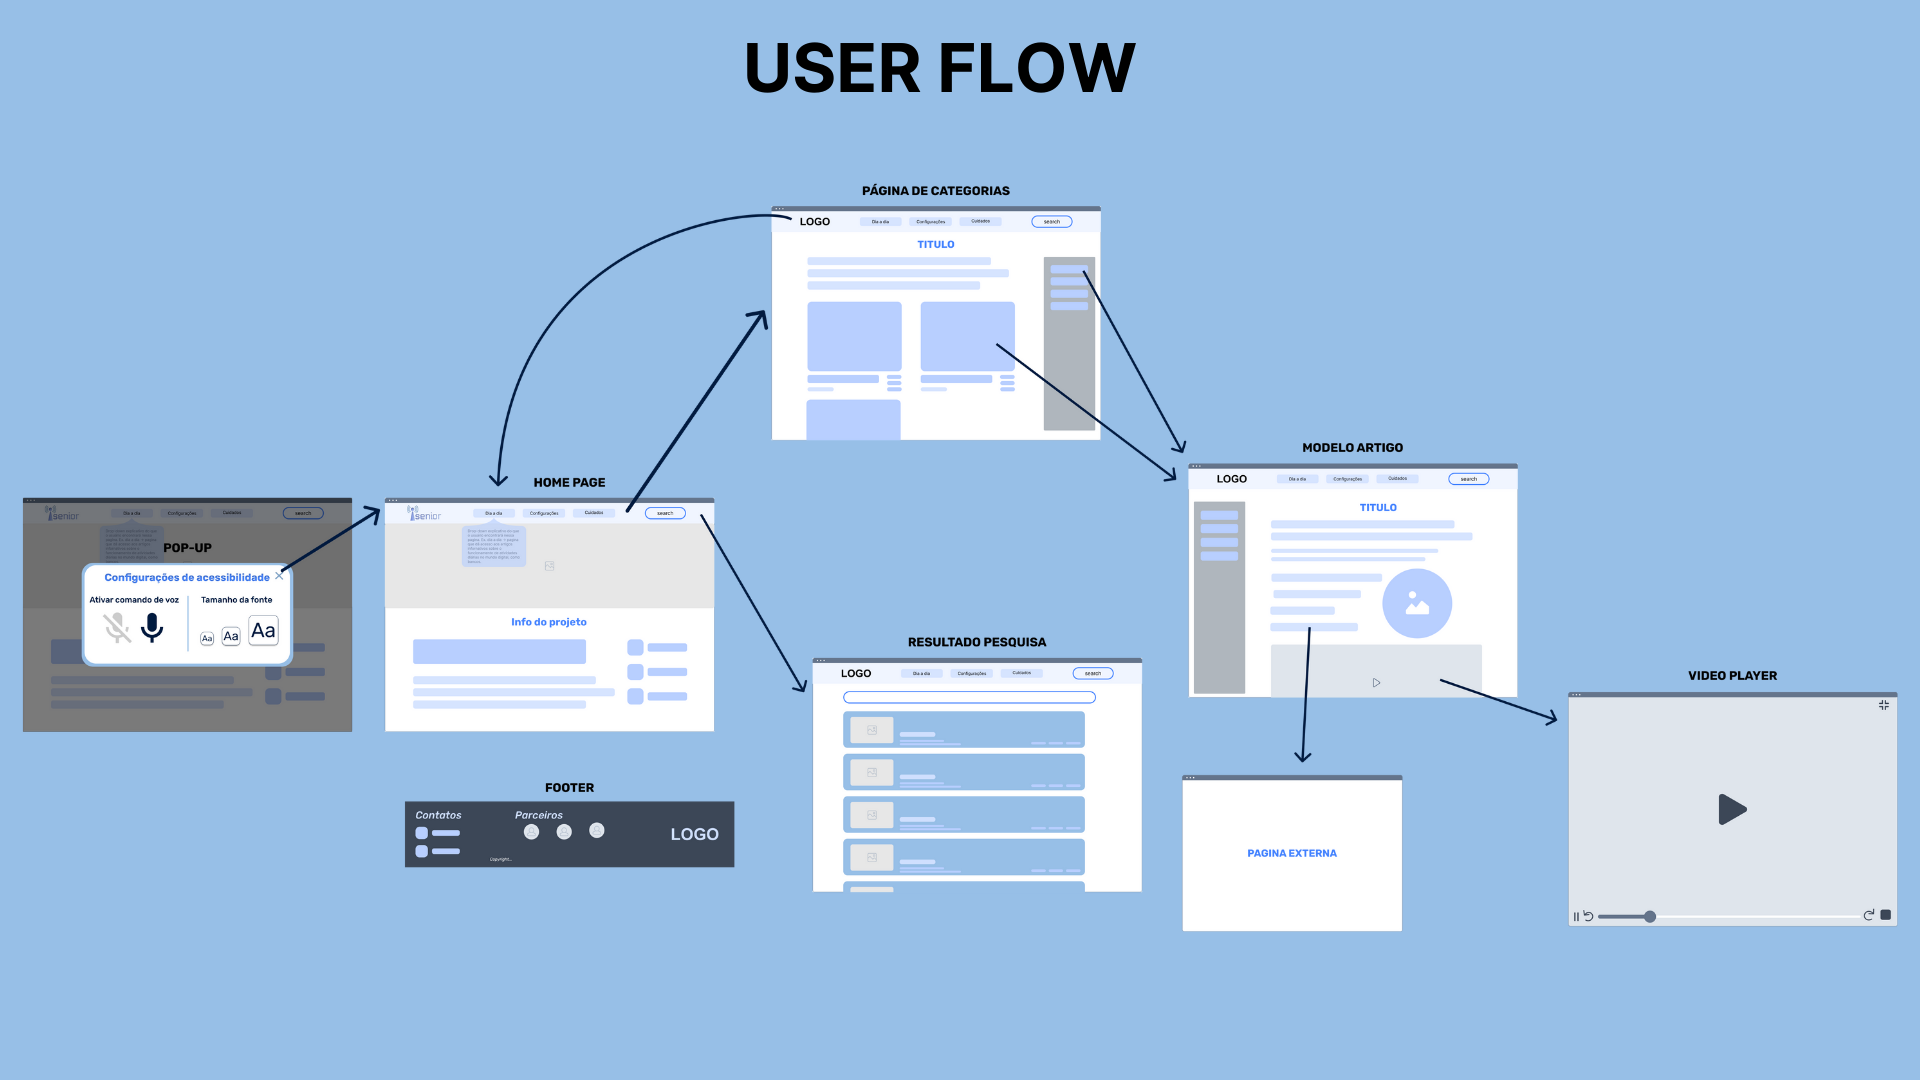 USER FLOW
PÁGINA DE CATEGORIAS
LOGO
Dia a dia
Configurações
Cuidados
search
TITULO
MODELO ARTIGO
LOGO
Dia a dia
Configurações
Cuidados
search
TITULO
HOME PAGE
senior
Dia a dia
Configurações
Cuidados
search
Info do projeto
senior
Dia a dia
Configurações
Cuidados
search
POP-UP
Configurações de acessibilidade
Ativar comando de voz
Tamanho da fonte
Aa
Aa
Aa
RESULTADO PESQUISA
LOGO
Dia a dia
Configurações
Cuidados
search
VIDEO PLAYER
FOOTER
Contatos
Parceiros
LOGO
Copyright...
PAGINA EXTERNA